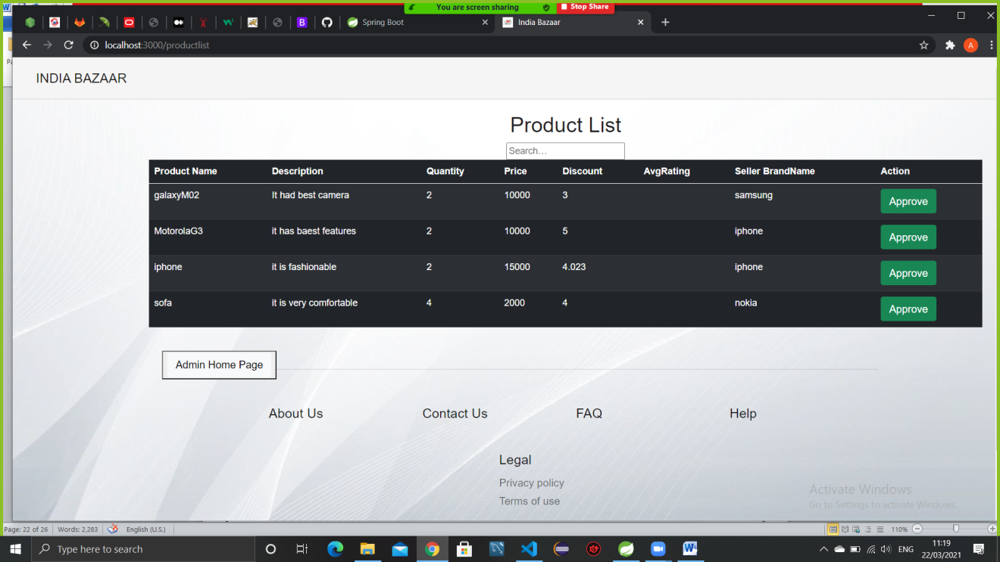 You are screen sharing Stop Share
Spring Boot India Bazaar
localhost:3000/productlist A
INDIA BAZAAR
Product List
Search…
Product Name Description Quantity Price Discount AvgRating Seller BrandName Action
galaxyM02 It had best camera 2 10000 3 samsung Approve
MotorolaG3 it has baest features 2 10000 5 iphone Approve
iphone it is fashionable 2 15000 4.023 iphone Approve
sofa it is very comfortable 4 2000 4 nokia Approve
Admin Home Page
About Us Contact Us FAQ Help
Legal
Privacy policy
Terms of use
Activate Windows
Go to Settings to activate Windows.
Page: 22 of 26 Words: 2,283 English (U.S.) 110%
Type here to search ENG 11:19
22/03/2021